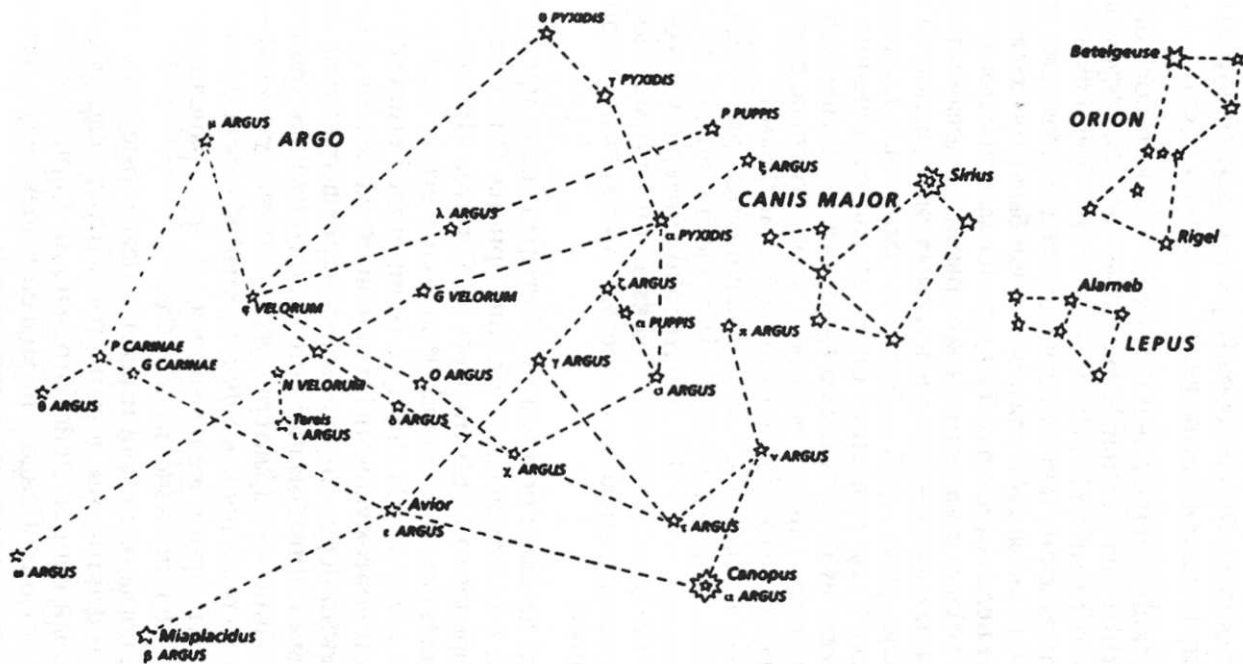 θ PYXIDIS
γ PYXIDIS
Betelgeuse
P PUPPIS
ORION
μ ARGUS
ARGO
ξ ARGUS
CANIS MAJOR
Sirius
λ ARGUS
α PYXIDIS
Rigel
ζ ARGUS
G VELORUM
Alarneb
φ VELORUM
α PUPPIS
π ARGUS
LEPUS
P CARINAE
G CARINAE
γ ARGUS
N VELORUM
O ARGUS
σ ARGUS
θ ARGUS
Tereis
ι ARGUS
δ ARGUS
χ ARGUS
ν ARGUS
Avior
ε ARGUS
τ ARGUS
ω ARGUS
Canopus
α ARGUS
Miaplacidus
β ARGUS